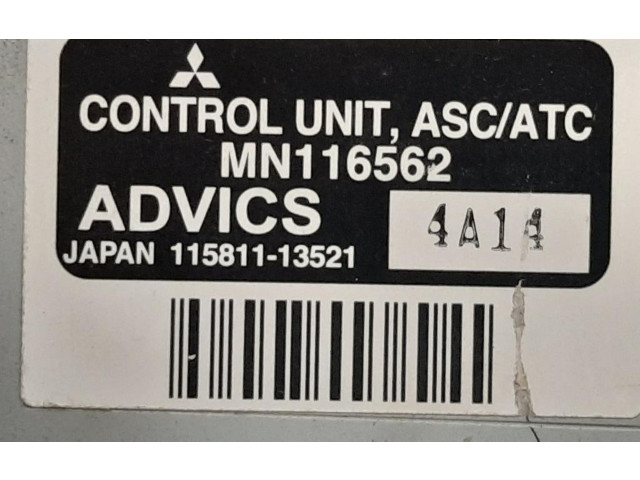 CONTROL UNIT, ASC/ATC
MN116562
ADVICS 4A14
JAPAN 115811-13521